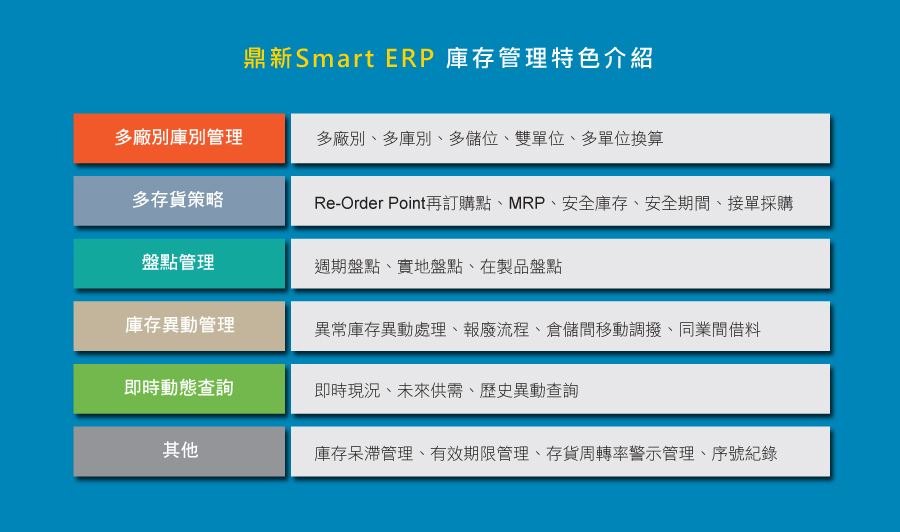 鼎新Smart ERP 庫存管理特色介紹
多廠別庫別管理
多廠別、多庫別、多儲位、雙單位、多單位換算
多存貨策略
Re-Order Point再訂購點、MRP、安全庫存、安全期間、接單採購
盤點管理
週期盤點、實地盤點、在製品盤點
庫存異動管理
異常庫存異動處理、報廢流程、倉儲間移動調撥、同業間借料
即時動態查詢
即時現況、未來供需、歷史異動查詢
其他
庫存呆滯管理、有效期限管理、存貨周轉率警示管理、序號紀錄